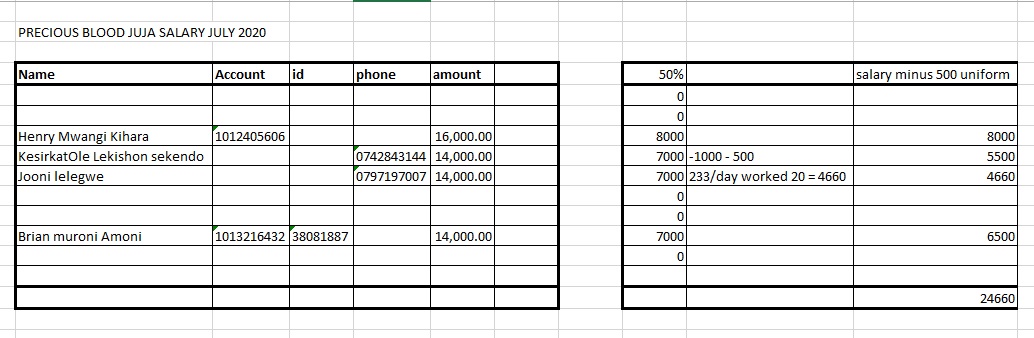 PRECIOUS BLOOD JUJA SALARY JULY 2020
Name Account id phone amount 50% salary minus 500 uniform
0
0
Henry Mwangi Kihara 1012405606 16,000.00 8000 8000
KesirkatOle Lekishon sekendo 0742843144 14,000.00 7000 -1000 - 500 5500
Jooni lelegwe 0797197007 14,000.00 7000 233/day worked 20 = 4660 4660
0
0
Brian muroni Amoni 1013216432 38081887 14,000.00 7000 6500
0
24660